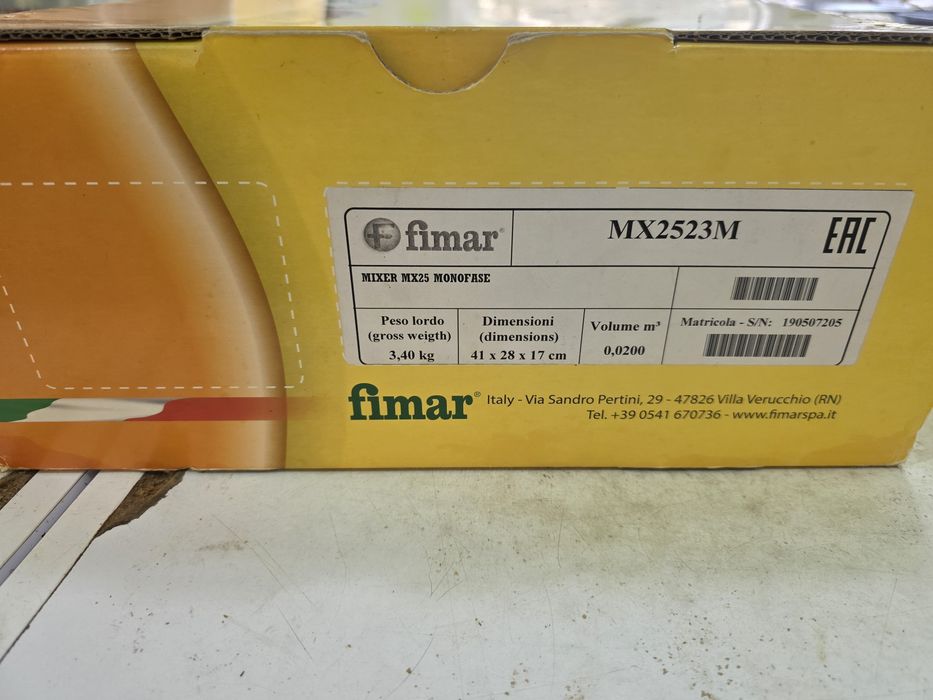 fimar®
MX2523M
EAC
MIXER MX25 MONOFASE
Peso lordo
(gross weigth)
3,40 kg
Dimensioni
(dimensions)
41 x 28 x 17 cm
Volume m³
0,0200
Matricola - S/N: 190507205
fimar®
Italy - Via Sandro Pertini, 29 - 47826 Villa Verucchio (RN)
Tel. +39 0541 670736 - www.fimarspa.it